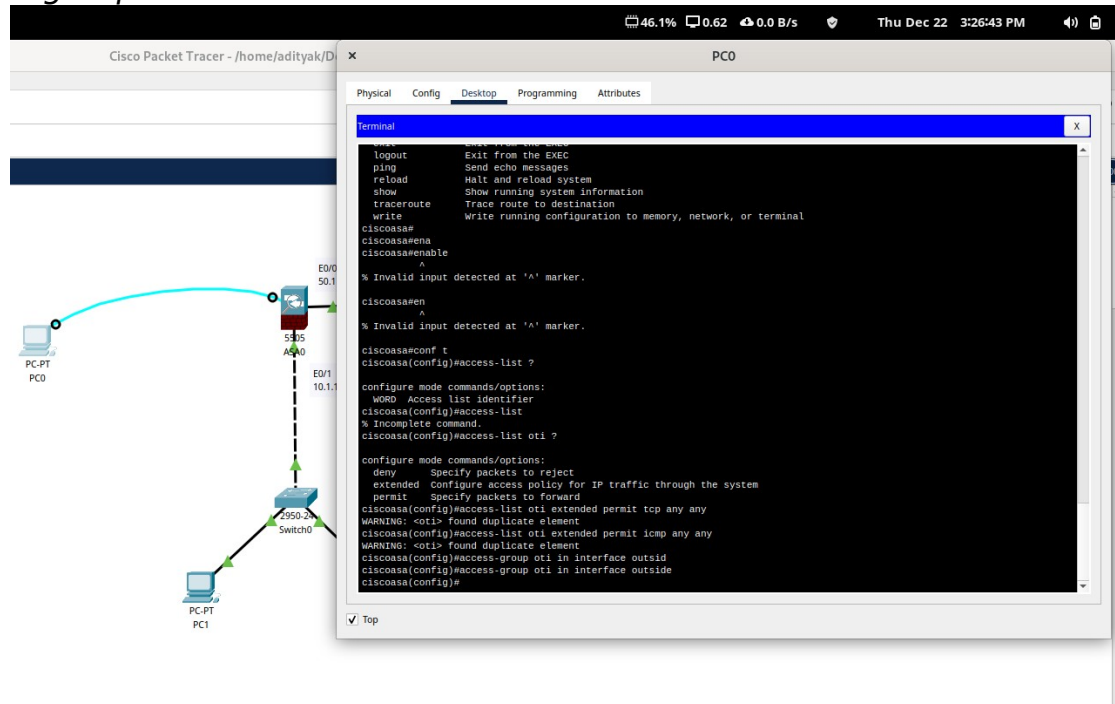 46.1% 0.62 0.0 B/s Thu Dec 22 3:26:43 PM
Cisco Packet Tracer - /home/adityak/D
× PC0
Physical Config Desktop Programming Attributes
Terminal X
exit Exit from the EXEC
logout Exit from the EXEC
ping Send echo messages
reload Halt and reload system
show Show running system information
traceroute Trace route to destination
write Write running configuration to memory, network, or terminal
ciscoasa#
ciscoasa#ena
ciscoasa#enable
^
% Invalid input detected at '^' marker.
ciscoasa#en
^
% Invalid input detected at '^' marker.
ciscoasa#conf t
ciscoasa(config)#access-list ?
configure mode commands/options:
WORD Access list identifier
ciscoasa(config)#access-list
% Incomplete command.
ciscoasa(config)#access-list oti ?
configure mode commands/options:
deny Specify packets to reject
extended Configure access policy for IP traffic through the system
permit Specify packets to forward
ciscoasa(config)#access-list oti extended permit tcp any any
WARNING: <oti> found duplicate element
ciscoasa(config)#access-list oti extended permit icmp any any
WARNING: <oti> found duplicate element
ciscoasa(config)#access-group oti in interface outsid
ciscoasa(config)#access-group oti in interface outside
ciscoasa(config)#
Top
E0/0
50.1
5505
ASA0
PC-PT
PC0
E0/1
10.1.1
2950-24
Switch0
PC-PT
PC1